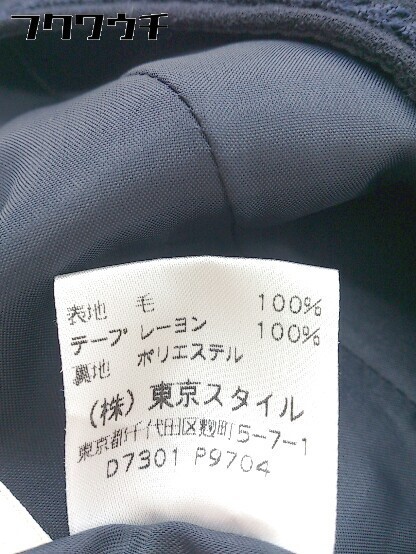 フクワウチ
表地 毛 100%
テープ レーヨン 100%
裏地 ポリエステル
(株) 東京スタイル
東京都千代田区麴町5-7-1
D7301 P9704